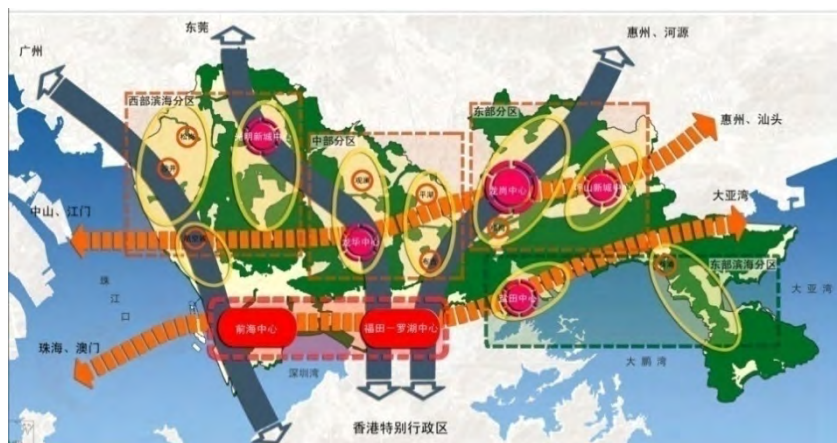 东莞
惠州、河源
广州
西部滨海分区
东部分区
惠州、汕头
光明新城中心
中部分区
观澜
平湖
龙岗中心
坪山新城中心
大亚湾
中山、江门
龙华中心
东部滨海分区
盐田中心
大亚湾
珠江口
前海中心
福田—罗湖中心
珠海、澳门
深圳湾
大鹏湾
香港特别行政区